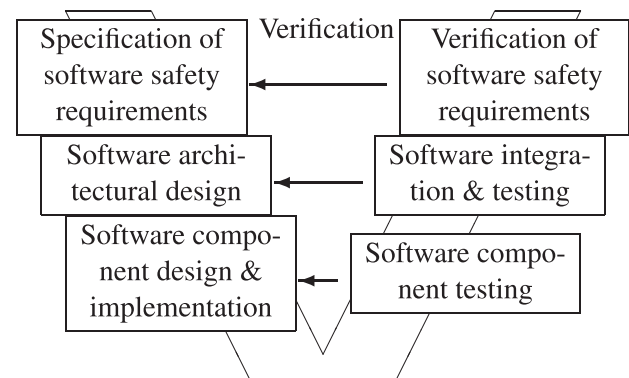 Specification of
software safety
requirements
Verification
Verification of
software safety
requirements
Software archi-
tectural design
Software integra-
tion & testing
Software compo-
nent design &
implementation
Software compo-
nent testing